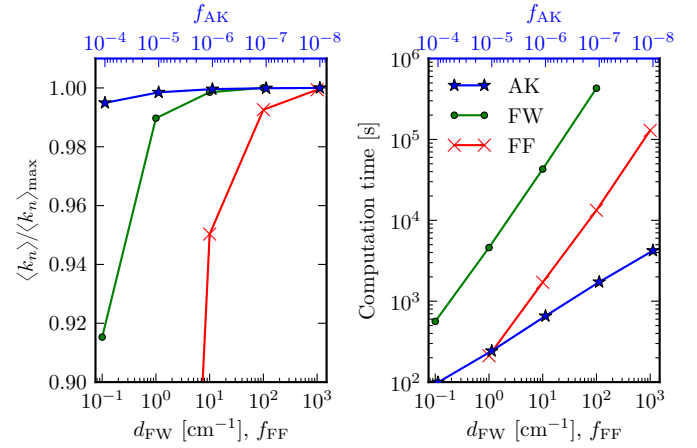 f_AK
10^−4 10^−5 10^−6 10^−7 10^−8
⟨k_n⟩/⟨k_n⟩_max
1.00
0.98
0.96
0.94
0.92
0.90
10^−1 10^0 10^1 10^2 10^3
d_FW [cm^−1], f_FF
f_AK
10^−4 10^−5 10^−6 10^−7 10^−8
Computation time [s]
10^6
10^5
10^4
10^3
10^2
AK
FW
FF
10^−1 10^0 10^1 10^2 10^3
d_FW [cm^−1], f_FF